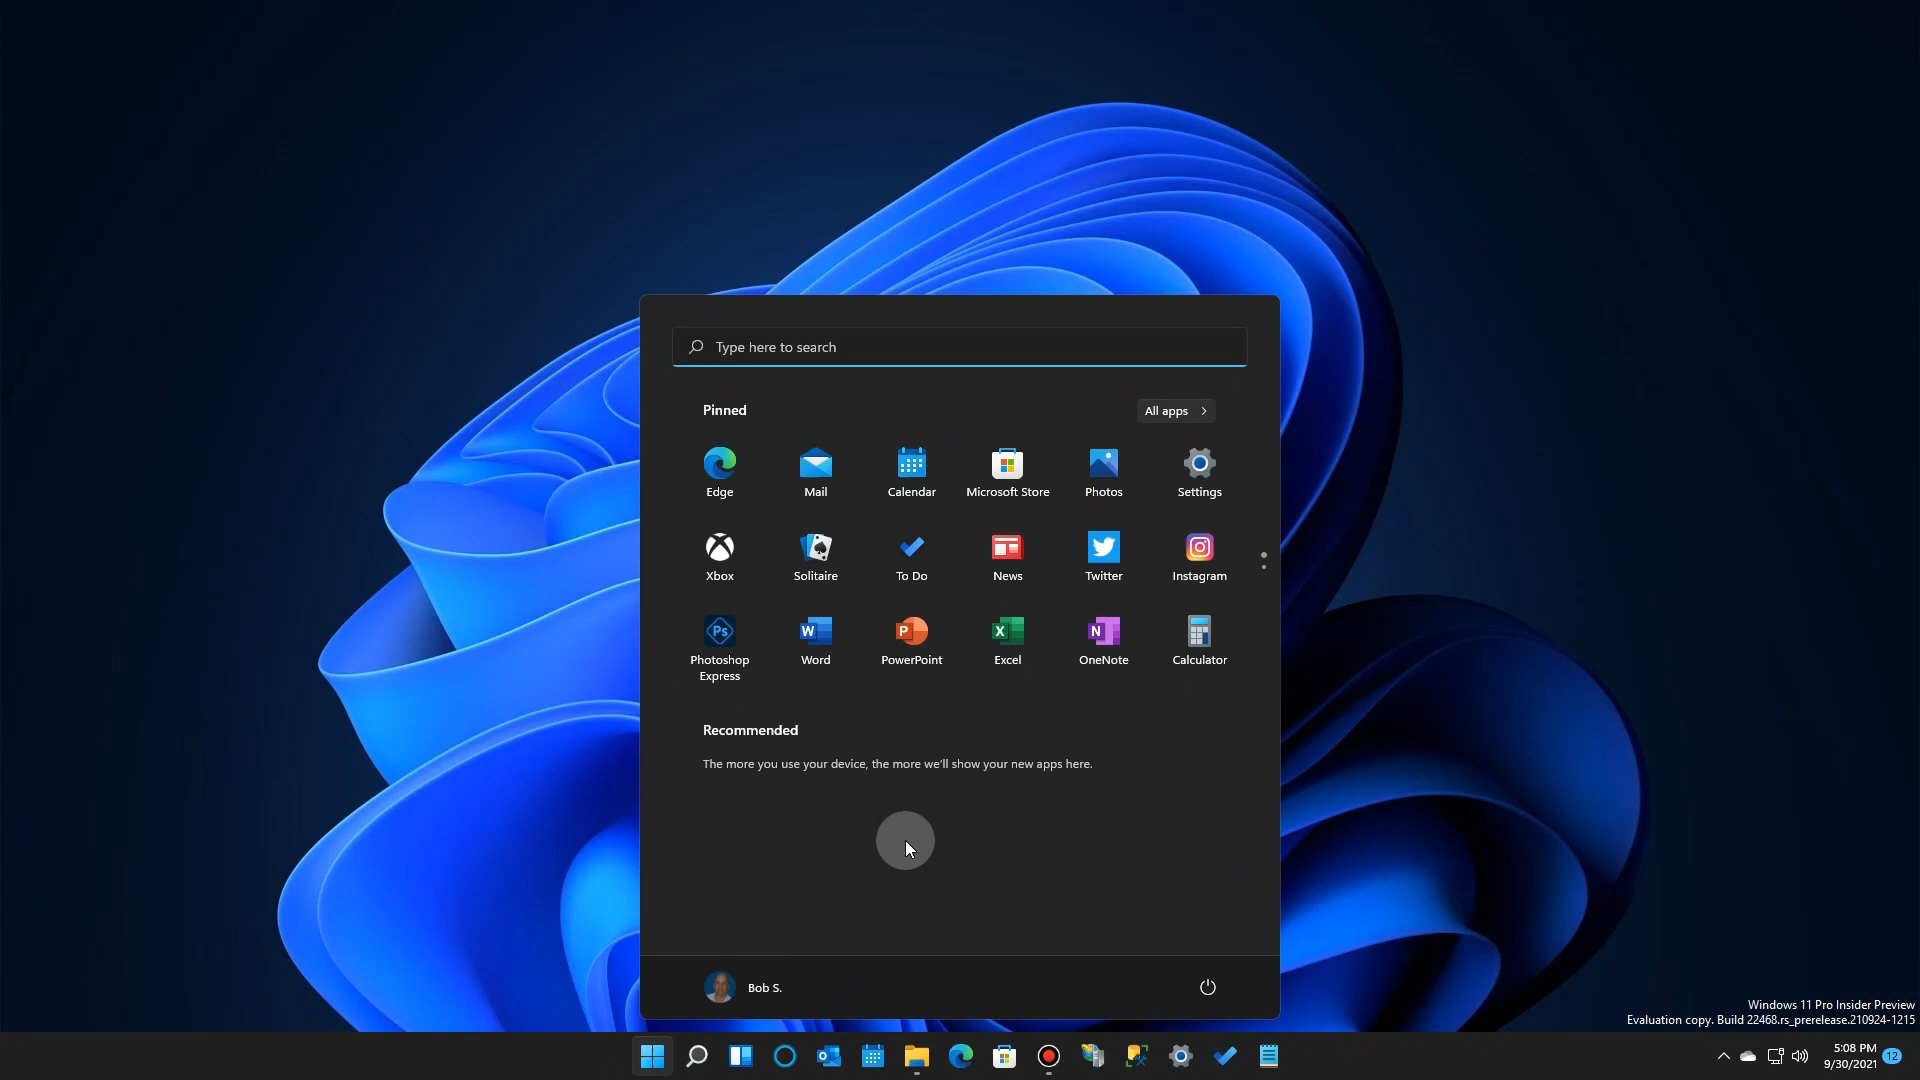 Type here to search
Pinned
All apps
Edge
Mail
Calendar
Microsoft Store
Photos
Settings
Xbox
Solitaire
To Do
News
Twitter
Instagram
Ps
W
P
X
N
Photoshop
Express
Word
PowerPoint
Excel
OneNote
Calculator
Recommended
The more you use your device, the more we'll show your new apps here.
Bob S.
Windows 11 Pro Insider Preview
Evaluation copy. Build 22468.rs_prerelease.210924-1215
5:08 PM
9/30/2021
12